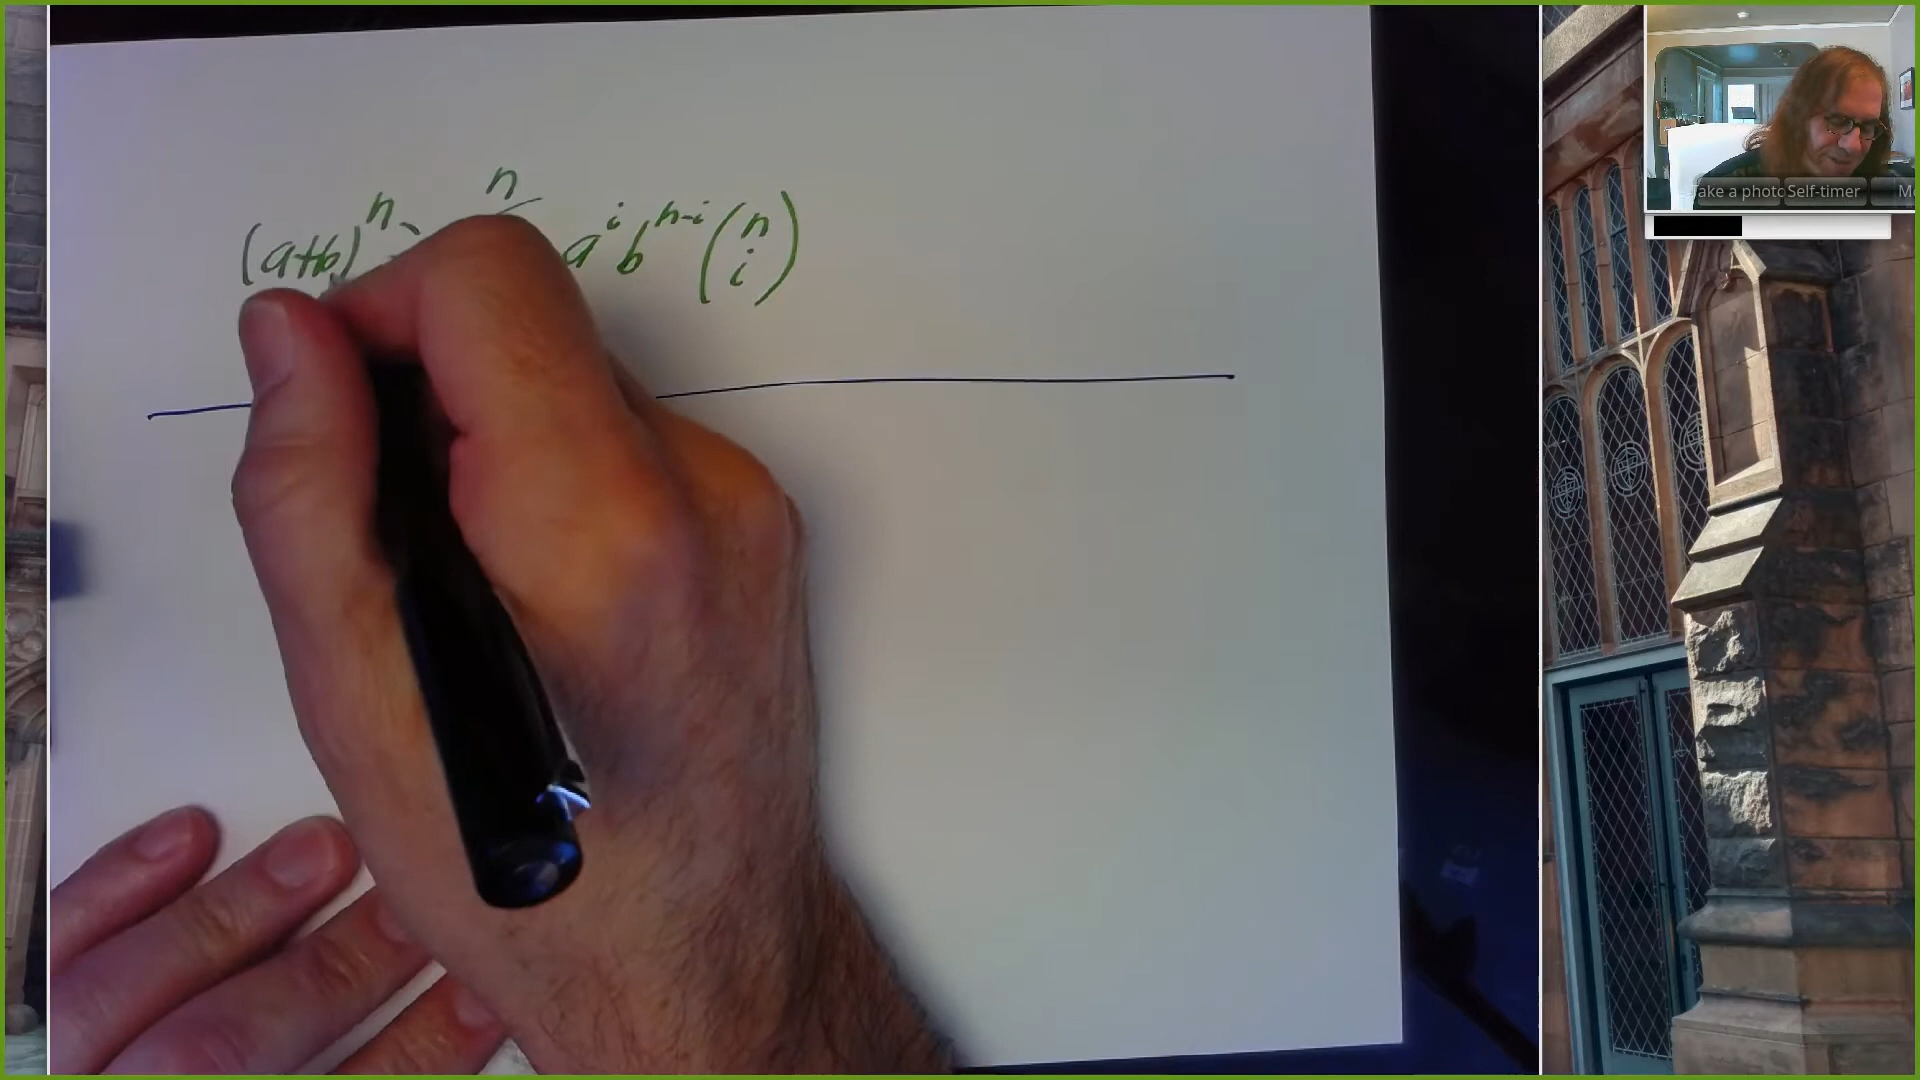 (a+b)^n = n a^i b^{n-i} (n i)
Take a photo Self-timer